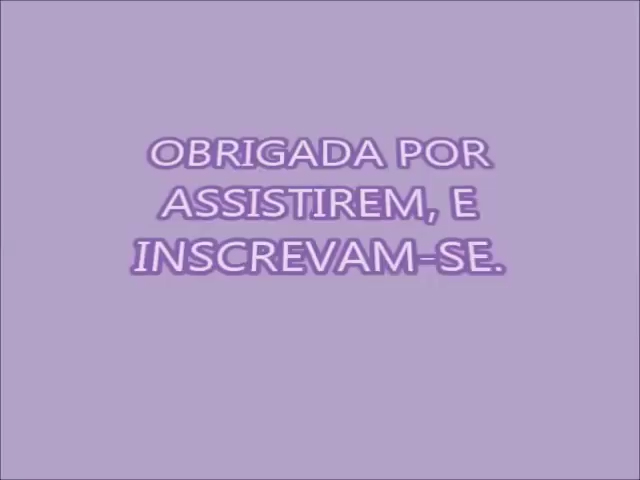 OBRIGADA POR
ASSISTIREM, E
INSCREVAM-SE.